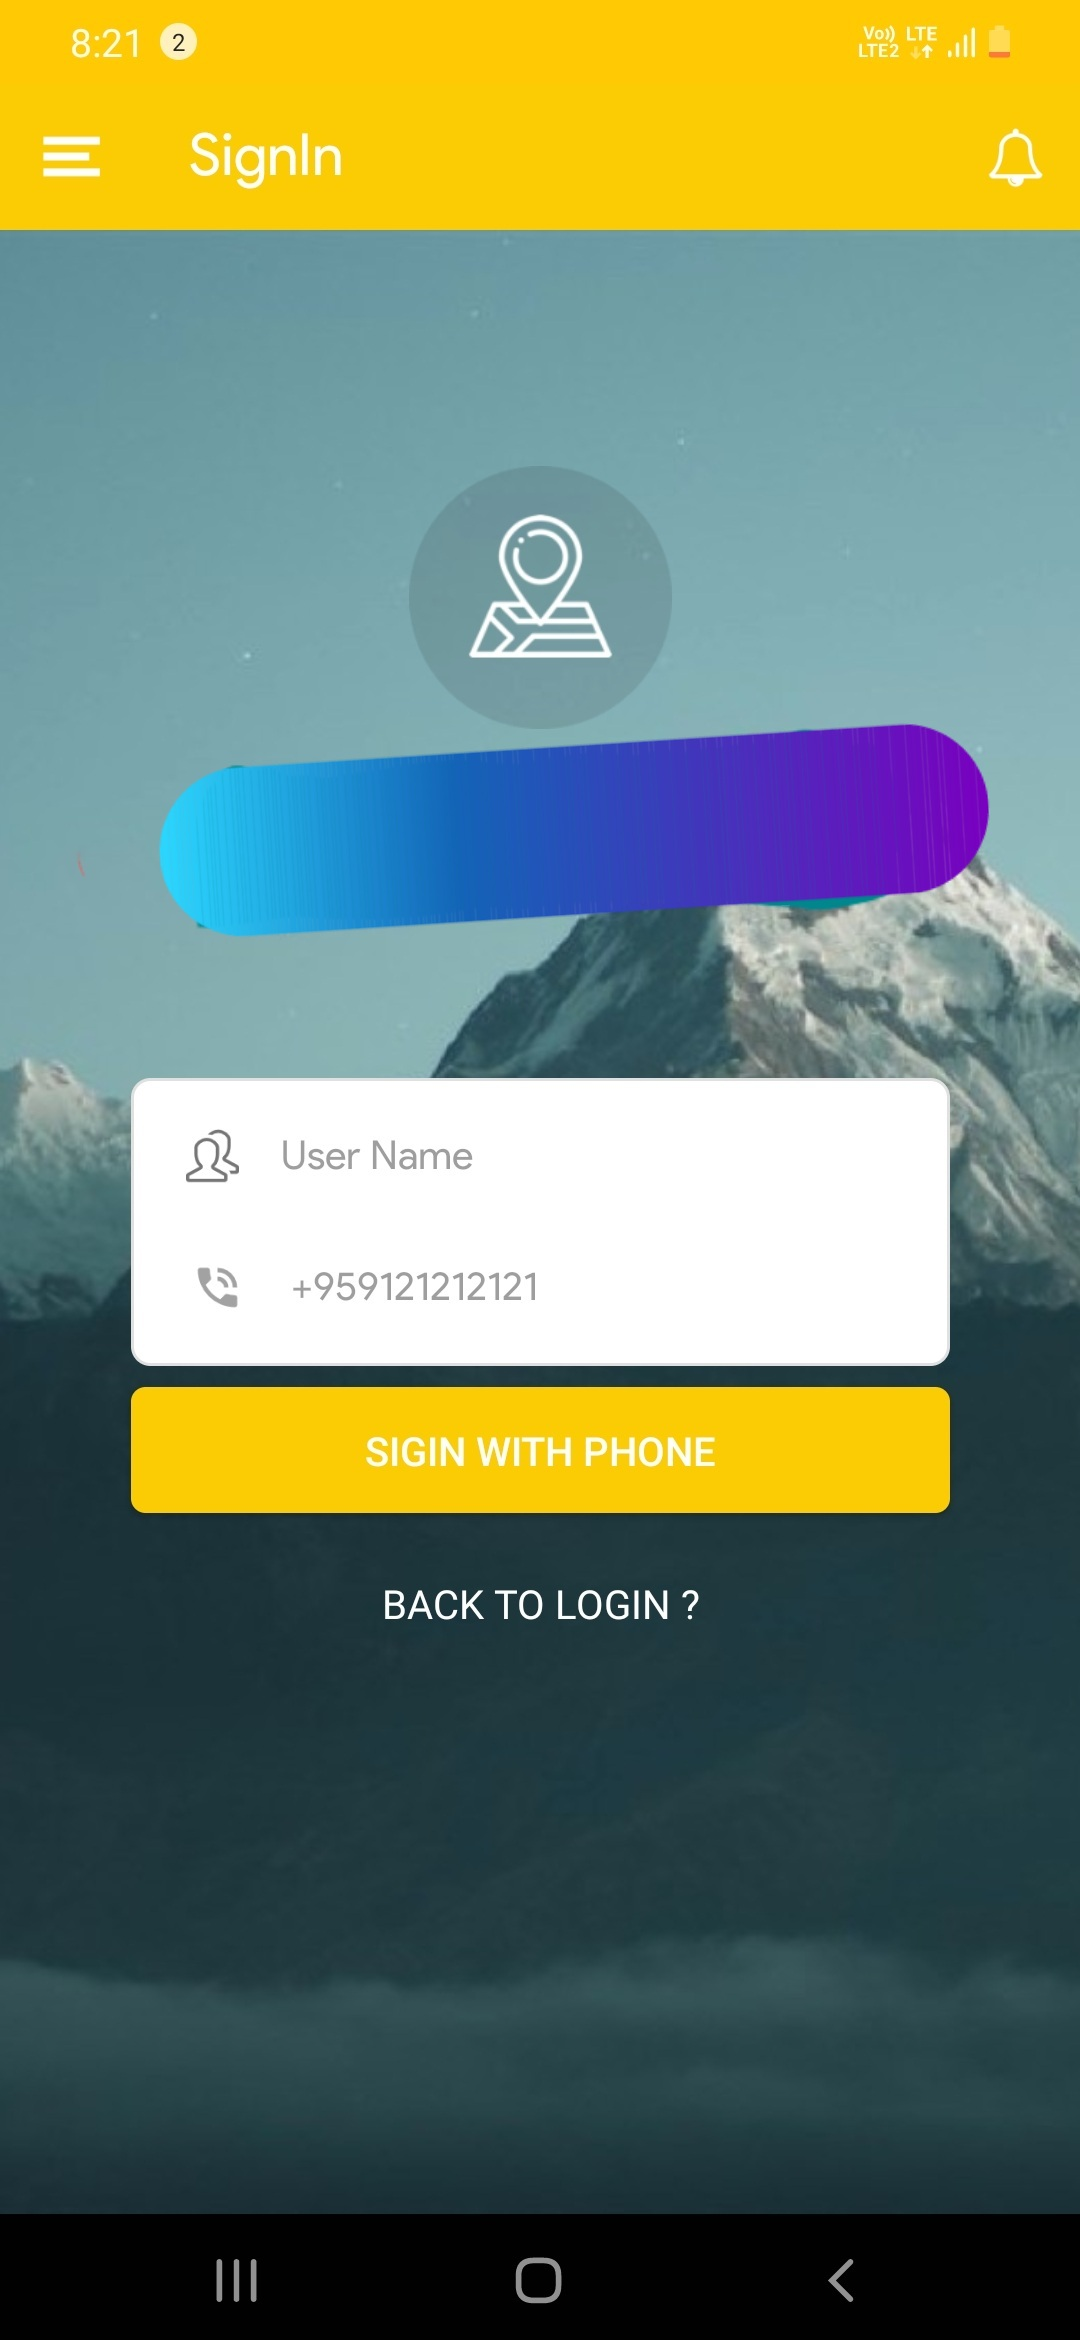 8:21 2 Vo)) LTE
LTE2
SignIn
User Name
+959121212121
SIGIN WITH PHONE
BACK TO LOGIN ?